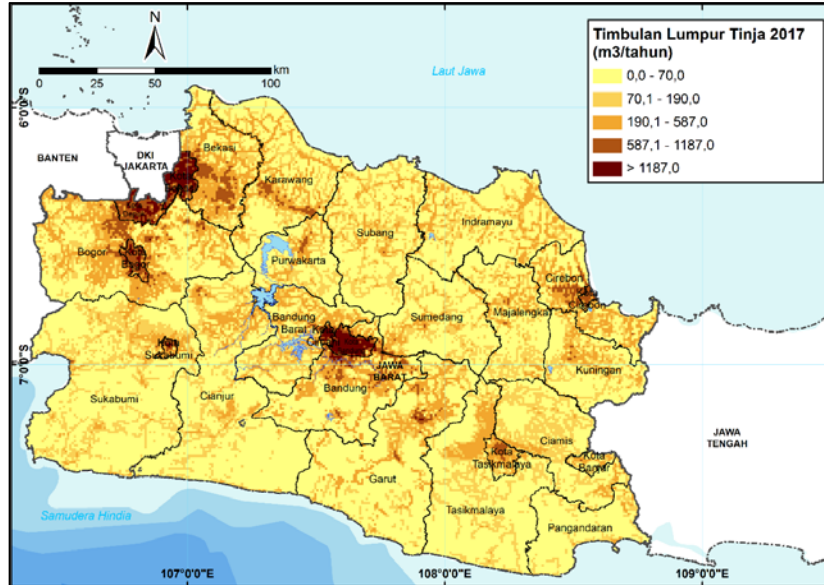 Timbulan Lumpur Tinja 2017
(m3/tahun)
0,0 - 70,0
70,1 - 190,0
190,1 - 587,0
587,1 - 1187,0
> 1187,0
N
km
0 25 50 100
Laut Jawa
6°0'0"S
BANTEN
DKI
JAKARTA
Bekasi
Karawang
Subang
Indramayu
Bogor
Purwakarta
Cirebon
Bandung
Barat
Sumedang
Majalengka
Kota
Sukabumi
7°0'0"S
JAWA
BARAT
Kuningan
Sukabumi
Cianjur
Bandung
Ciamis
JAWA
TENGAH
Kota
Tasikmalaya
Kota
Banjar
Garut
Tasikmalaya
Samudera Hindia
Pangandaran
107°0'0"E
108°0'0"E
109°0'0"E